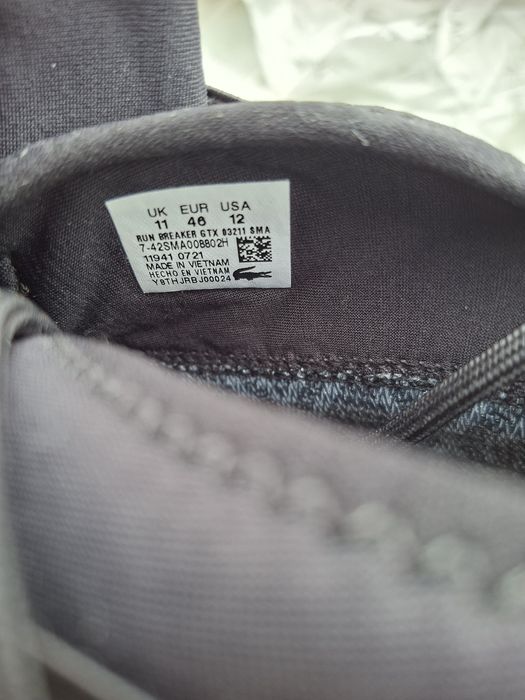 UK EUR USA
11 46 12
RUN BREAKER GTX 03211 SMA
7-42SMA008802H
11941 0721
MADE IN VIETNAM
HECHO EN VIETNAM
Y8THJRBJ00024